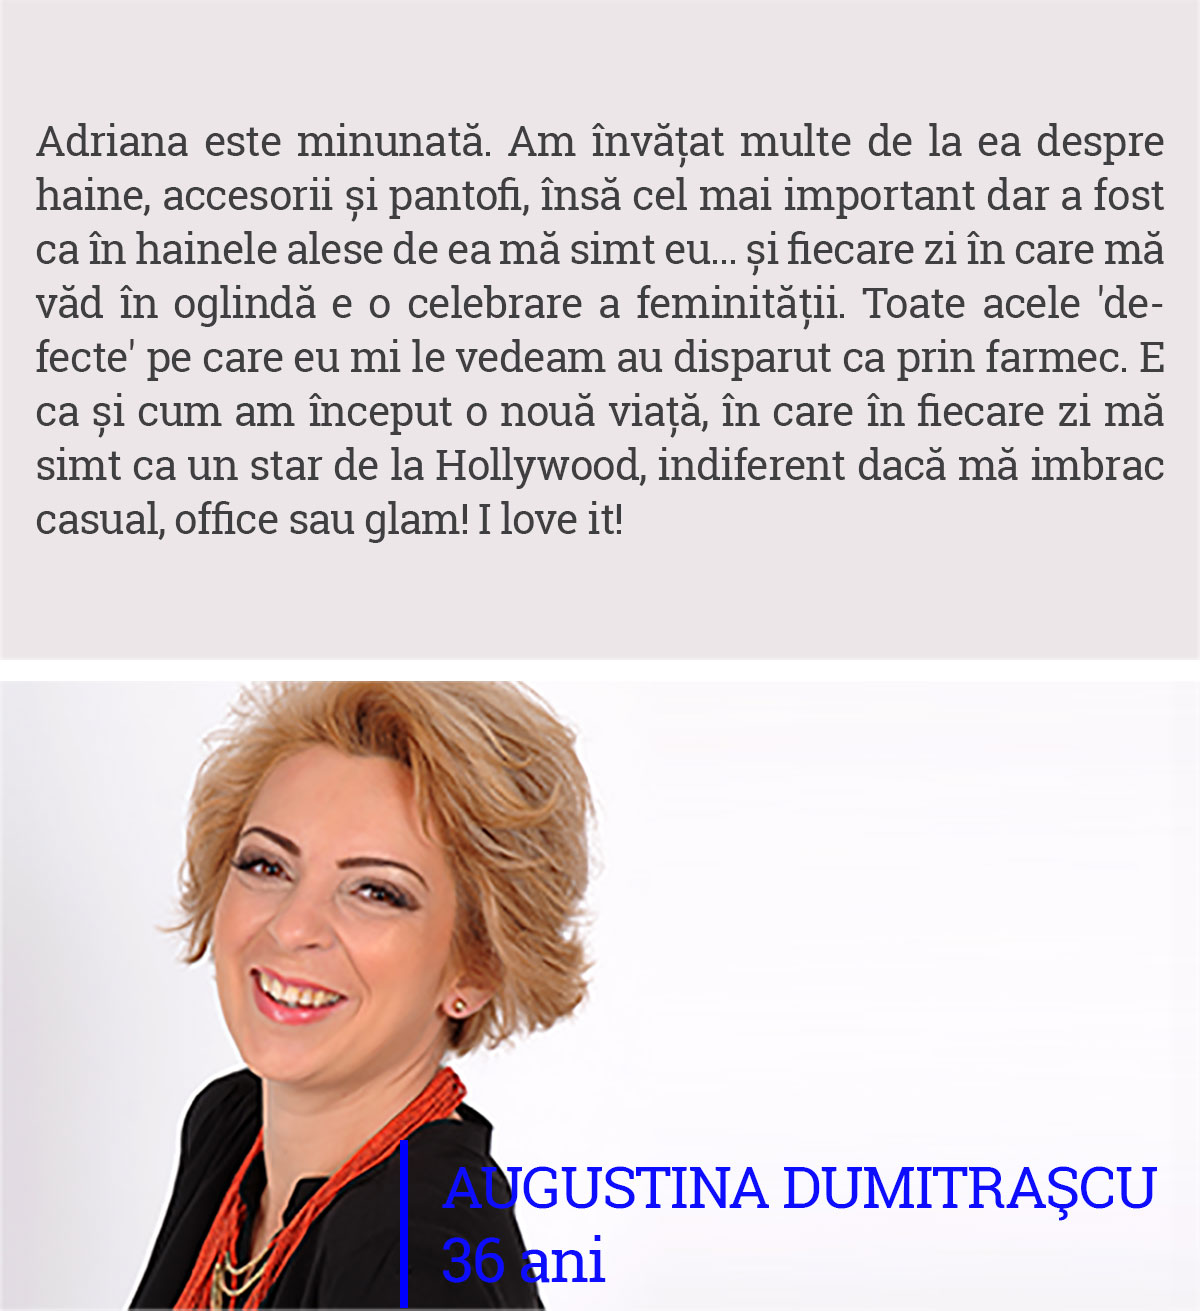 Adriana este minunată. Am învățat multe de la ea despre
haine, accesorii și pantofi, însă cel mai important dar a fost
ca în hainele alese de ea mă simt eu... și fiecare zi în care mă
văd în oglindă e o celebrare a feminității. Toate acele 'de-
fecte' pe care eu mi le vedeam au disparut ca prin farmec. E
ca și cum am început o nouă viață, în care în fiecare zi mă
simt ca un star de la Hollywood, indiferent dacă mă imbrac
casual, office sau glam! I love it!
AUGUSTINA DUMITRAŞCU
36 ani